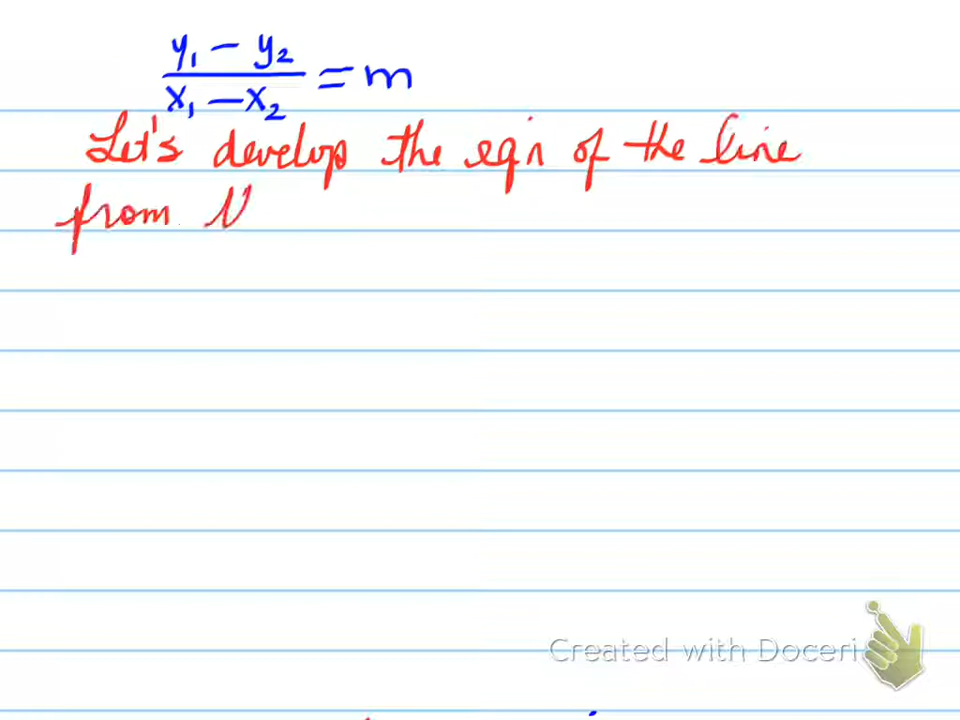 y₁ - y₂
――― = m
x₁ - x₂
Let's develop the eqn of the line
from
Created with Doceri